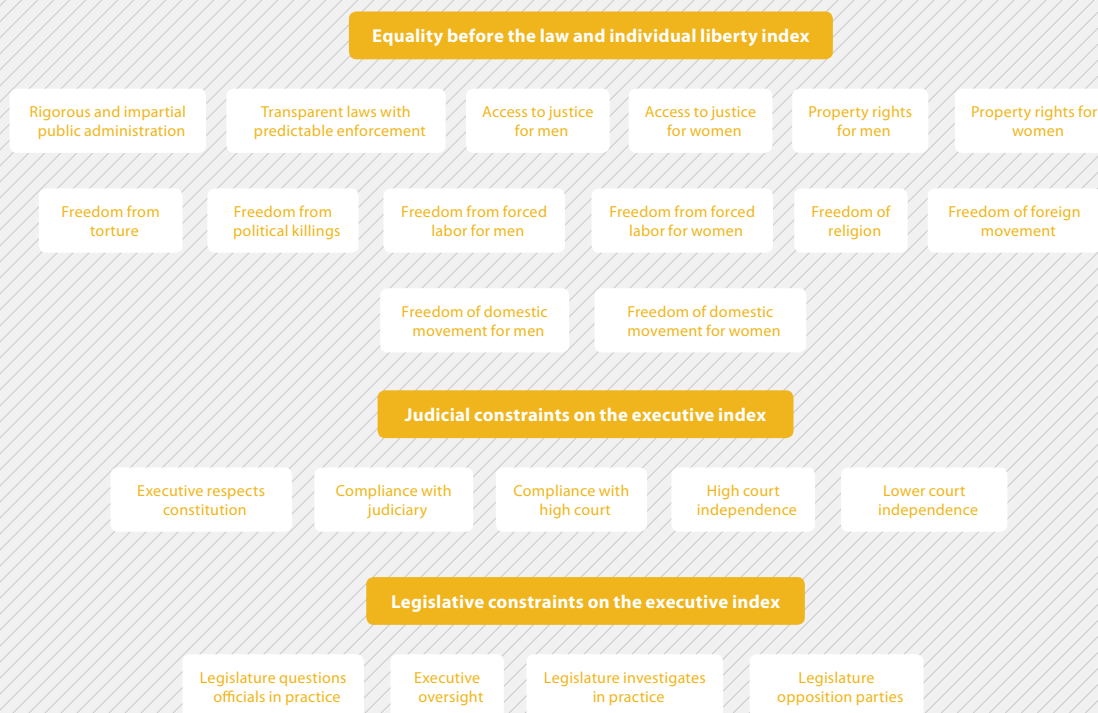 Equality before the law and individual liberty index
Rigorous and impartial
public administration
Transparent laws with
predictable enforcement
Access to justice
for men
Access to justice
for women
Property rights
for men
Property rights for
women
Freedom from
torture
Freedom from
political killings
Freedom from forced
labor for men
Freedom from forced
labor for women
Freedom of
religion
Freedom of foreign
movement
Freedom of domestic
movement for men
Freedom of domestic
movement for women
Judicial constraints on the executive index
Executive respects
constitution
Compliance with
judiciary
Compliance with
high court
High court
independence
Lower court
independence
Legislative constraints on the executive index
Legislature questions
officials in practice
Executive
oversight
Legislature investigates
in practice
Legislature
opposition parties